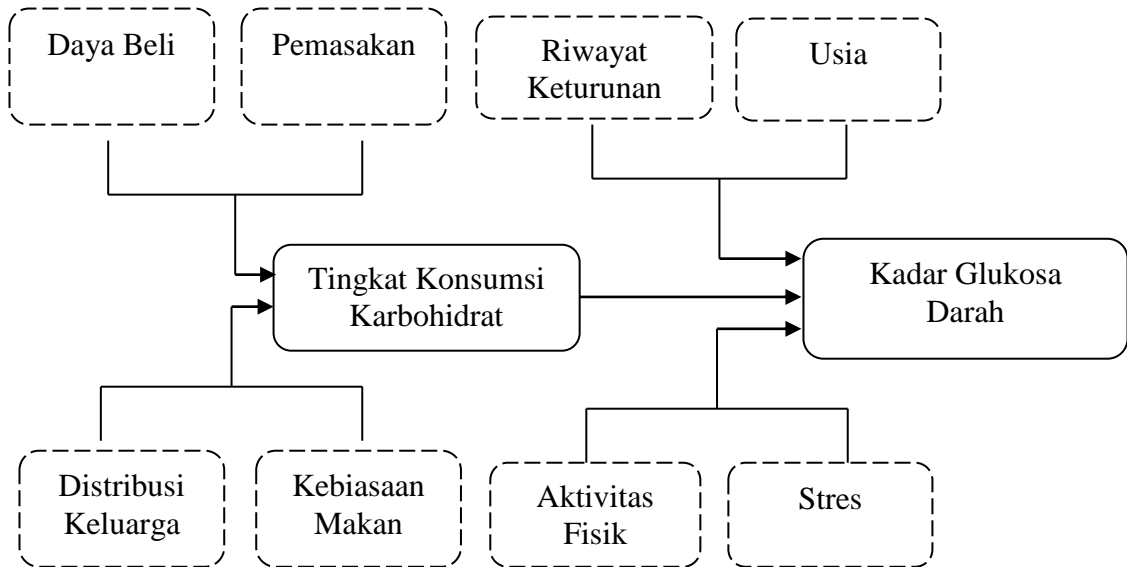 Daya Beli
Pemasakan
Riwayat
Keturunan
Usia
Tingkat Konsumsi
Karbohidrat
Kadar Glukosa
Darah
Distribusi
Keluarga
Kebiasaan
Makan
Aktivitas
Fisik
Stres